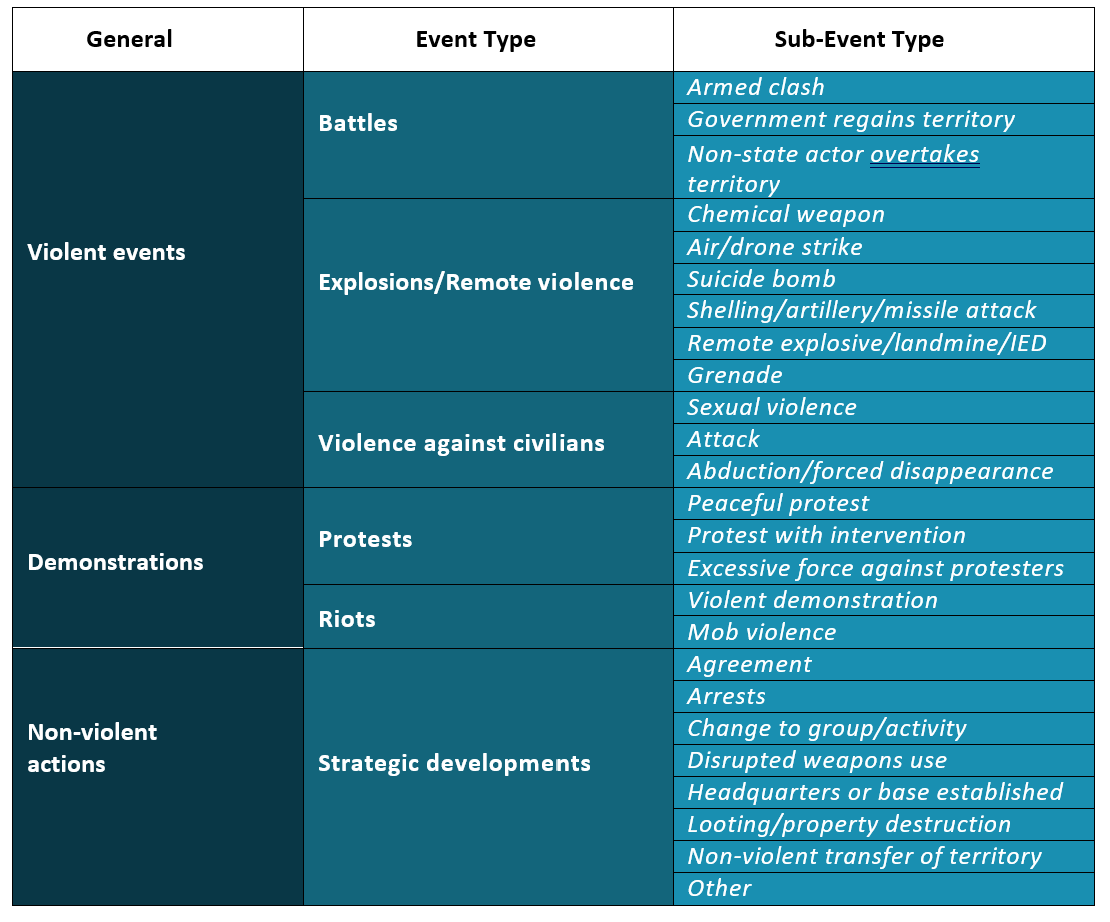 General
Event Type
Sub-Event Type
Violent events
Battles
Armed clash
Government regains territory
Non-state actor overtakes
territory
Explosions/Remote violence
Chemical weapon
Air/drone strike
Suicide bomb
Shelling/artillery/missile attack
Remote explosive/landmine/IED
Grenade
Violence against civilians
Sexual violence
Attack
Abduction/forced disappearance
Demonstrations
Protests
Peaceful protest
Protest with intervention
Excessive force against protesters
Riots
Violent demonstration
Mob violence
Non-violent
actions
Strategic developments
Agreement
Arrests
Change to group/activity
Disrupted weapons use
Headquarters or base established
Looting/property destruction
Non-violent transfer of territory
Other